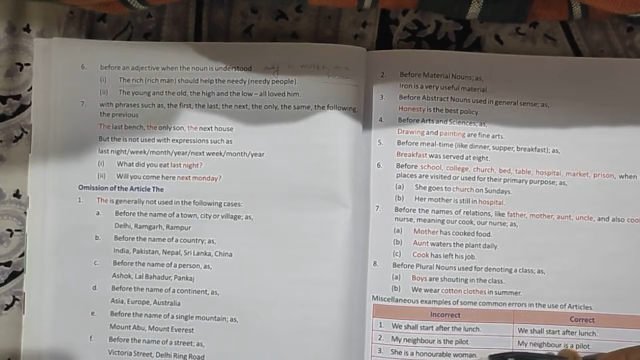 6. before an adjective when the noun is understood
(i) The rich (rich man) should help the needy (needy people).
(ii) The young and the old, the high and the low – all loved him.
7. with phrases such as, the first, the last, the next, the only, the same, the following,
the previous
The last bench, the only son, the next house
But the is not used with expressions such as
last night/week/month/year/next week/month/year
(i) What did you eat last night?
(ii) Will you come here next monday?
Omission of the Article The
1. The is generally not used in the following cases:
a. Before the name of a town, city or village; as,
Delhi, Ramgarh, Rampur
b. Before the name of a country; as,
India, Pakistan, Nepal, Sri Lanka, China
c. Before the name of a person, as,
Ashok, Lal Bahadur, Pankaj
d. Before the name of a continent, as,
Asia, Europe, Australia
e. Before the name of a single mountain; as,
Mount Abu, Mount Everest
f. Before the name of a street; as,
Victoria Street, Delhi Ring Road
2. Before Material Nouns; as,
Iron is a very useful material.
3. Before Abstract Nouns used in general sense; as,
Honesty is the best policy.
4. Before Arts and Sciences; as,
Drawing and painting are fine arts.
5. Before meal-time (like dinner, supper, breakfast); as,
Breakfast was served at eight.
6. Before school, college, church, bed, table, hospital, market, prison, when
places are visited or used for their primary purpose; as,
(a) She goes to church on Sundays.
(b) Her mother is still in hospital.
7. Before the names of relations, like father, mother, aunt, uncle, and also
nurse, meaning our cook, our nurse; as,
(a) Mother has cooked food.
(b) Aunt waters the plant daily.
(c) Cook has left his job.
8. Before Plural Nouns used for denoting a class; as,
(a) Boys are shouting in the class.
(b) We wear cotton clothes in summer.
Miscellaneous examples of some common errors in the use of Articles
Incorrect Correct
1. We shall start after the lunch. We shall start after lunch.
2. My neighbour is the pilot. My neighbour is a pilot.
3. She is a honourable woman.